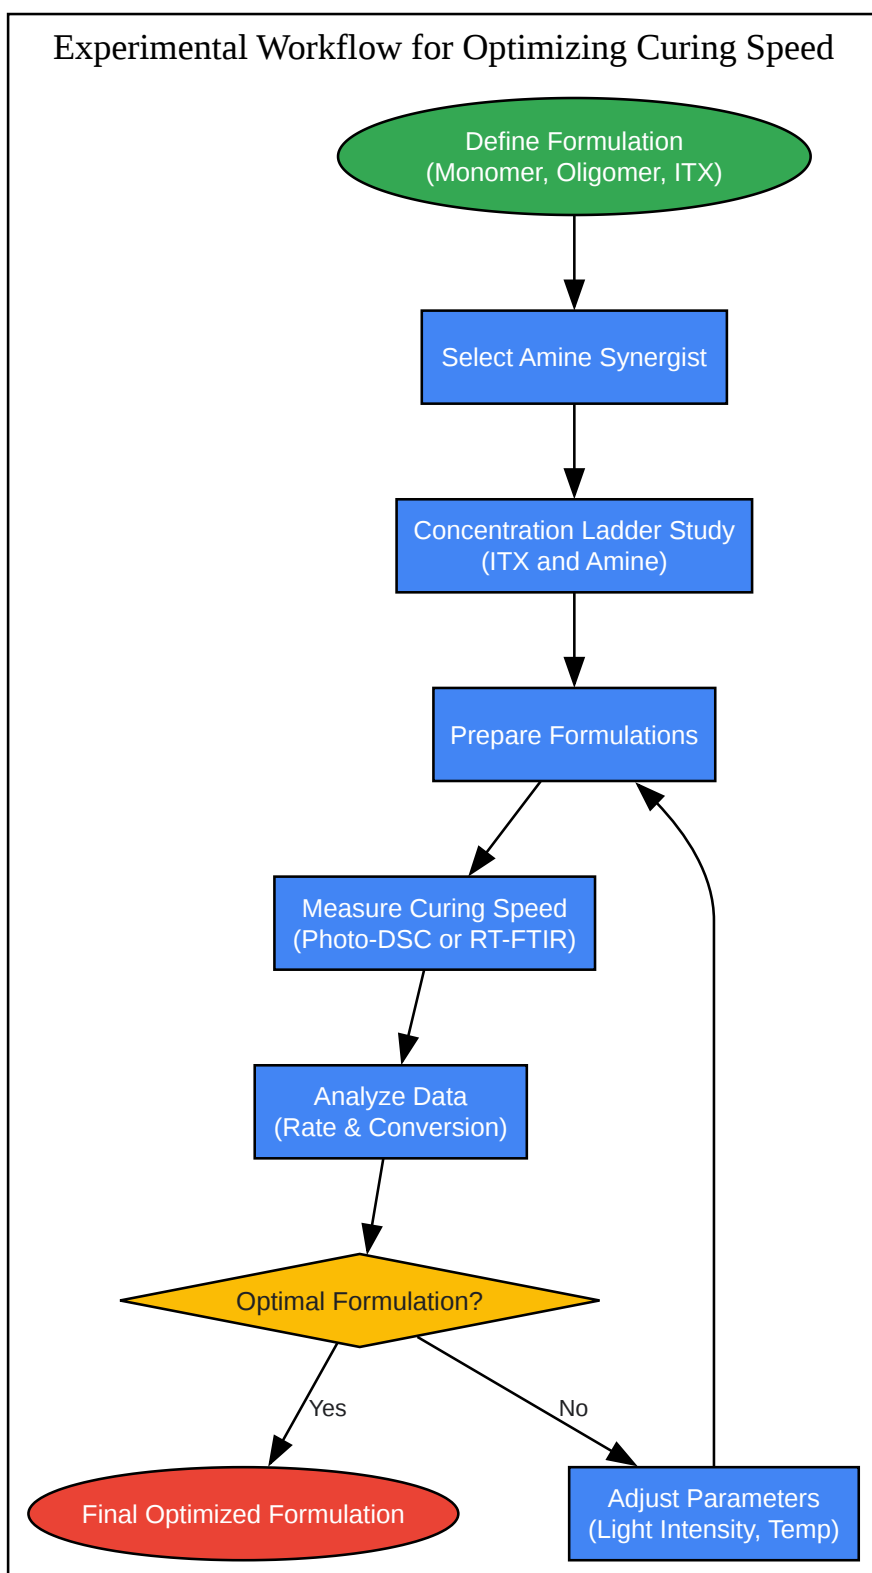 Experimental Workflow for Optimizing Curing Speed
Define Formulation
(Monomer, Oligomer, ITX)
Select Amine Synergist
Concentration Ladder Study
(ITX and Amine)
Prepare Formulations
Measure Curing Speed
(Photo-DSC or RT-FTIR)
Analyze Data
(Rate & Conversion)
Optimal Formulation?
Yes
No
Final Optimized Formulation
Adjust Parameters
(Light Intensity, Temp)